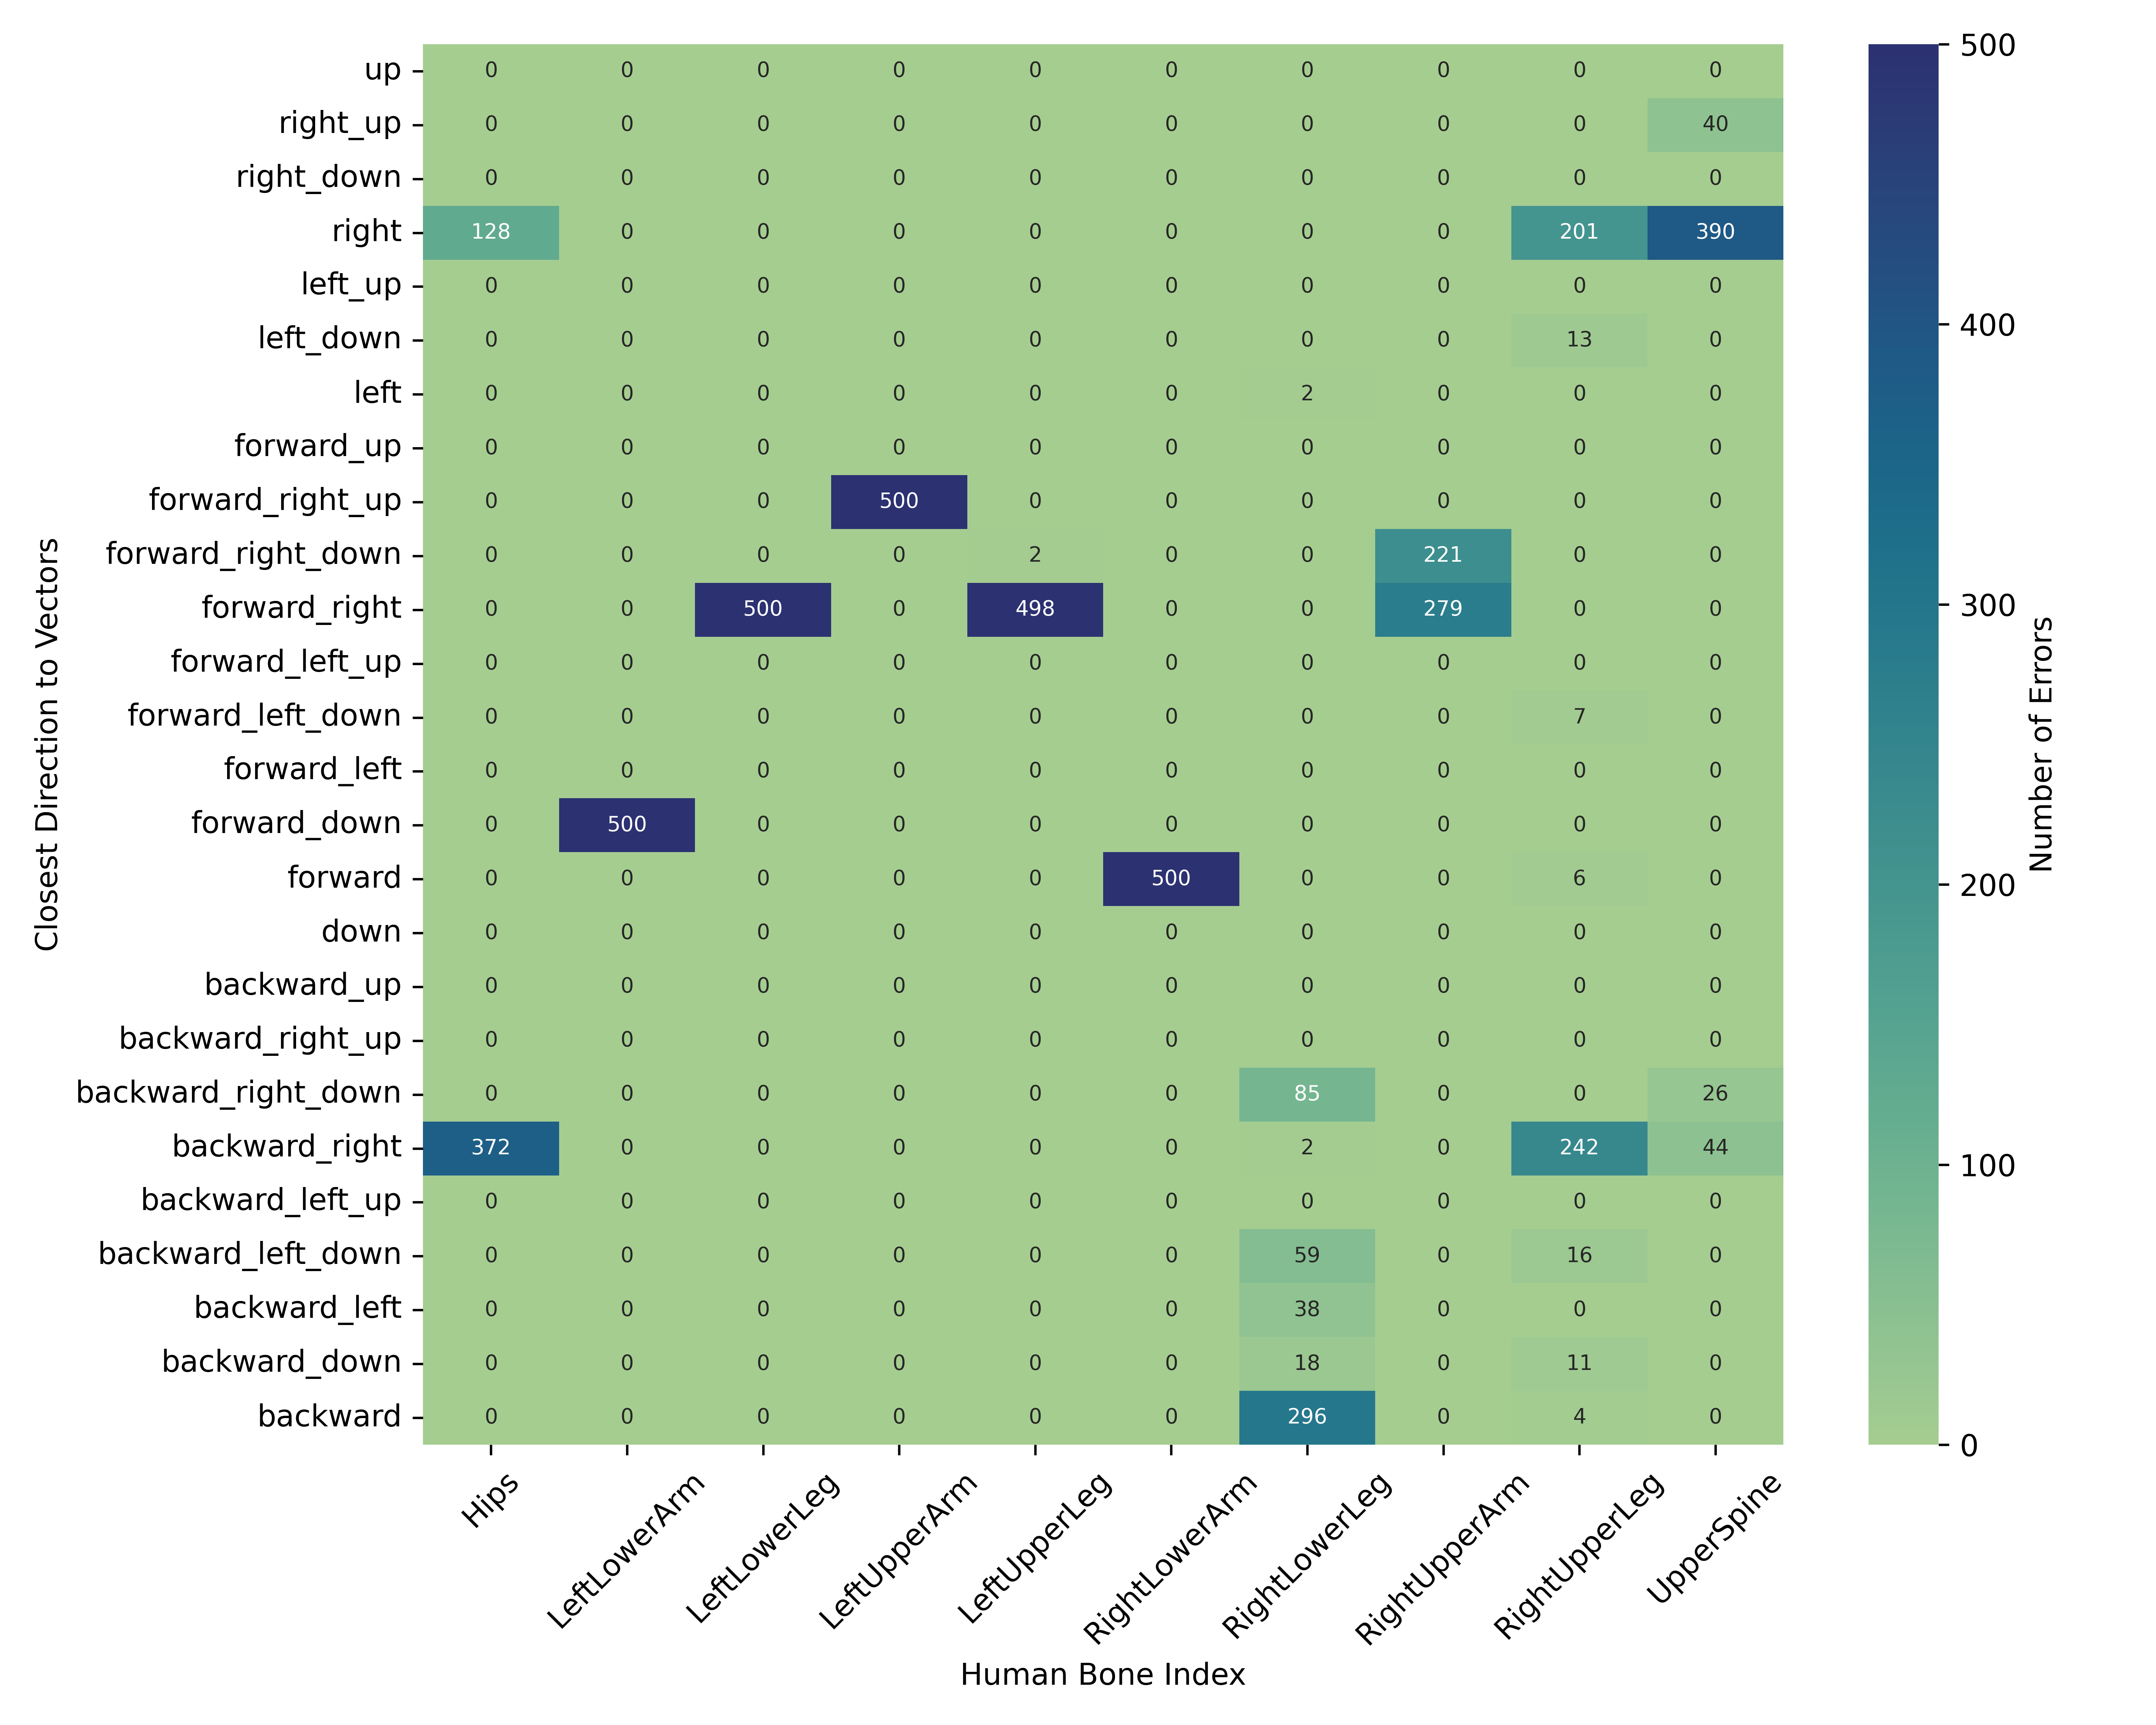 up 0 0 0 0 0 0 0 0 0 0
right_up 0 0 0 0 0 0 0 0 0 40
right_down 0 0 0 0 0 0 0 0 0 0
right 128 0 0 0 0 0 0 0 201 390
left_up 0 0 0 0 0 0 0 0 0 0
left_down 0 0 0 0 0 0 0 0 13 0
left 0 0 0 0 0 0 2 0 0 0
forward_up 0 0 0 0 0 0 0 0 0 0
forward_right_up 0 0 0 500 0 0 0 0 0 0
forward_right_down 0 0 0 0 2 0 0 221 0 0
forward_right 0 0 500 0 498 0 0 279 0 0
forward_left_up 0 0 0 0 0 0 0 0 0 0
forward_left_down 0 0 0 0 0 0 0 0 7 0
forward_left 0 0 0 0 0 0 0 0 0 0
forward_down 0 500 0 0 0 0 0 0 0 0
forward 0 0 0 0 0 500 0 0 6 0
down 0 0 0 0 0 0 0 0 0 0
backward_up 0 0 0 0 0 0 0 0 0 0
backward_right_up 0 0 0 0 0 0 0 0 0 0
backward_right_down 0 0 0 0 0 0 85 0 0 26
backward_right 372 0 0 0 0 0 2 0 242 44
backward_left_up 0 0 0 0 0 0 0 0 0 0
backward_left_down 0 0 0 0 0 0 59 0 16 0
backward_left 0 0 0 0 0 0 38 0 0 0
backward_down 0 0 0 0 0 0 18 0 11 0
backward 0 0 0 0 0 0 296 0 4 0
Hips LeftLowerArm LeftLowerLeg LeftUpperArm LeftUpperLeg RightLowerArm RightLowerLeg RightUpperArm RightUpperLeg UpperSpine
Human Bone Index
Closest Direction to Vectors
500
400
300
200
100
0
Number of Errors